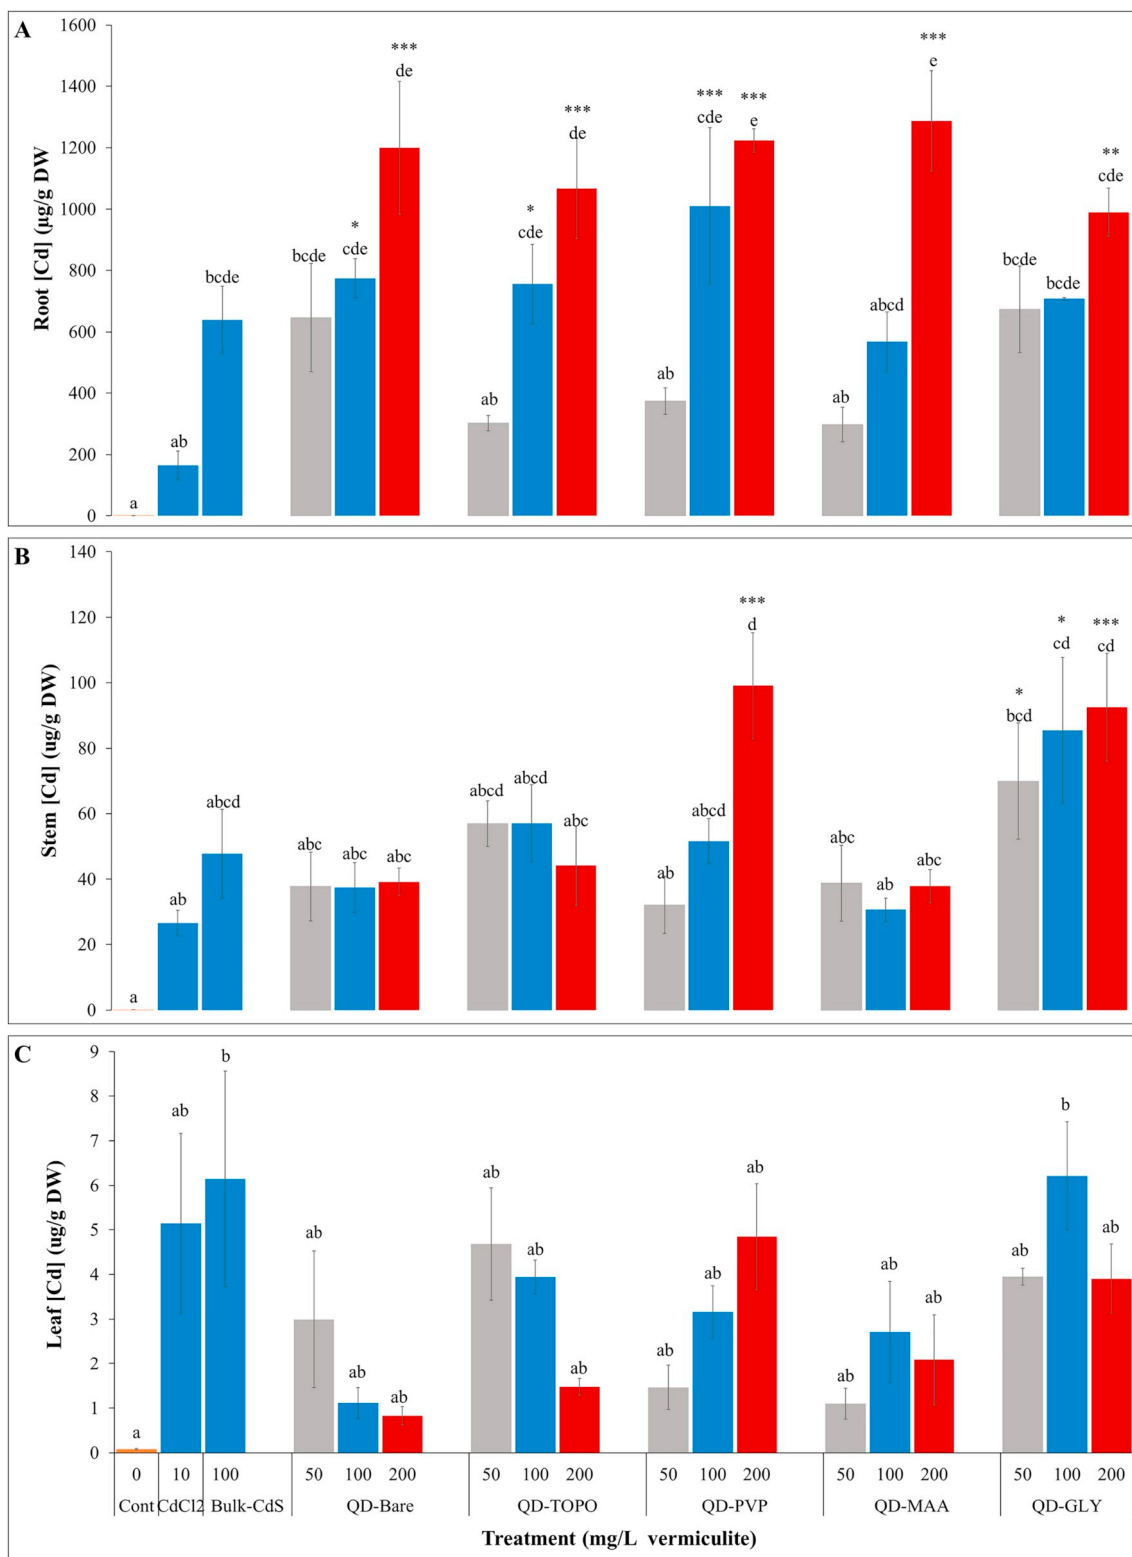 A
1600
1400
1200
1000
800
600
400
200
0
Root [Cd] (µg/g DW
a
ab
bcde
bcde
*
cde
***
de
ab
*
cde
***
de
ab
***
cde
***
e
ab
abcd
***
e
bcde
bcde
**
cde
B
140
120
100
80
60
40
20
0
Stem [Cd] (ug/g DW)
a
ab
abcd
abc
abc
abc
abcd
abcd
abc
ab
abcd
***
d
abc
ab
abc
*
bcd
*
cd
***
cd
C
9
8
7
6
5
4
3
2
1
0
Leaf [Cd] (ug/g DW)
a
ab
b
ab
ab
ab
ab
ab
ab
ab
ab
ab
ab
ab
ab
ab
b
ab
0 10 100 50 100 200 50 100 200 50 100 200 50 100 200 50 100 200
Cont CdCl2 Bulk-CdS QD-Bare QD-TOPO QD-PVP QD-MAA QD-GLY
Treatment (mg/L vermiculite)